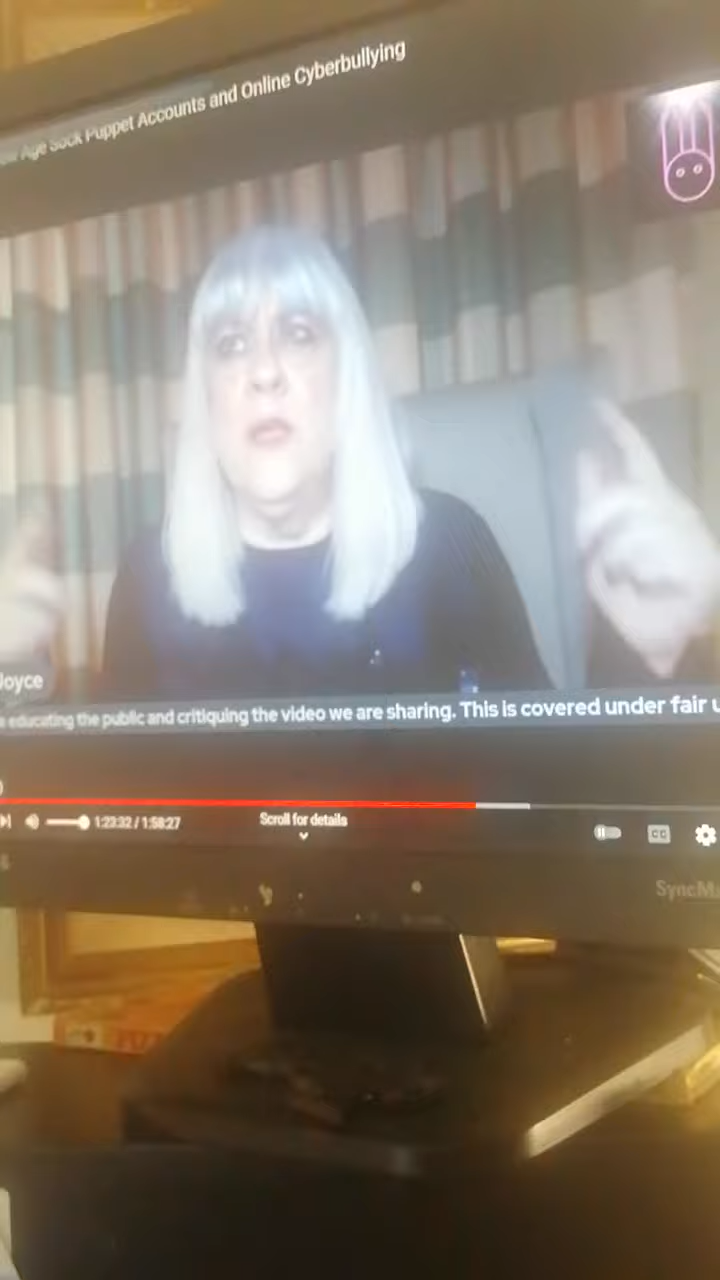 Age Sock Puppet Accounts and Online Cyberbullying
Joyce
educating the public and critiquing the video we are sharing. This is covered under fair u
1:23:32 / 1:58:27
Scroll for details
CC
SyncMa